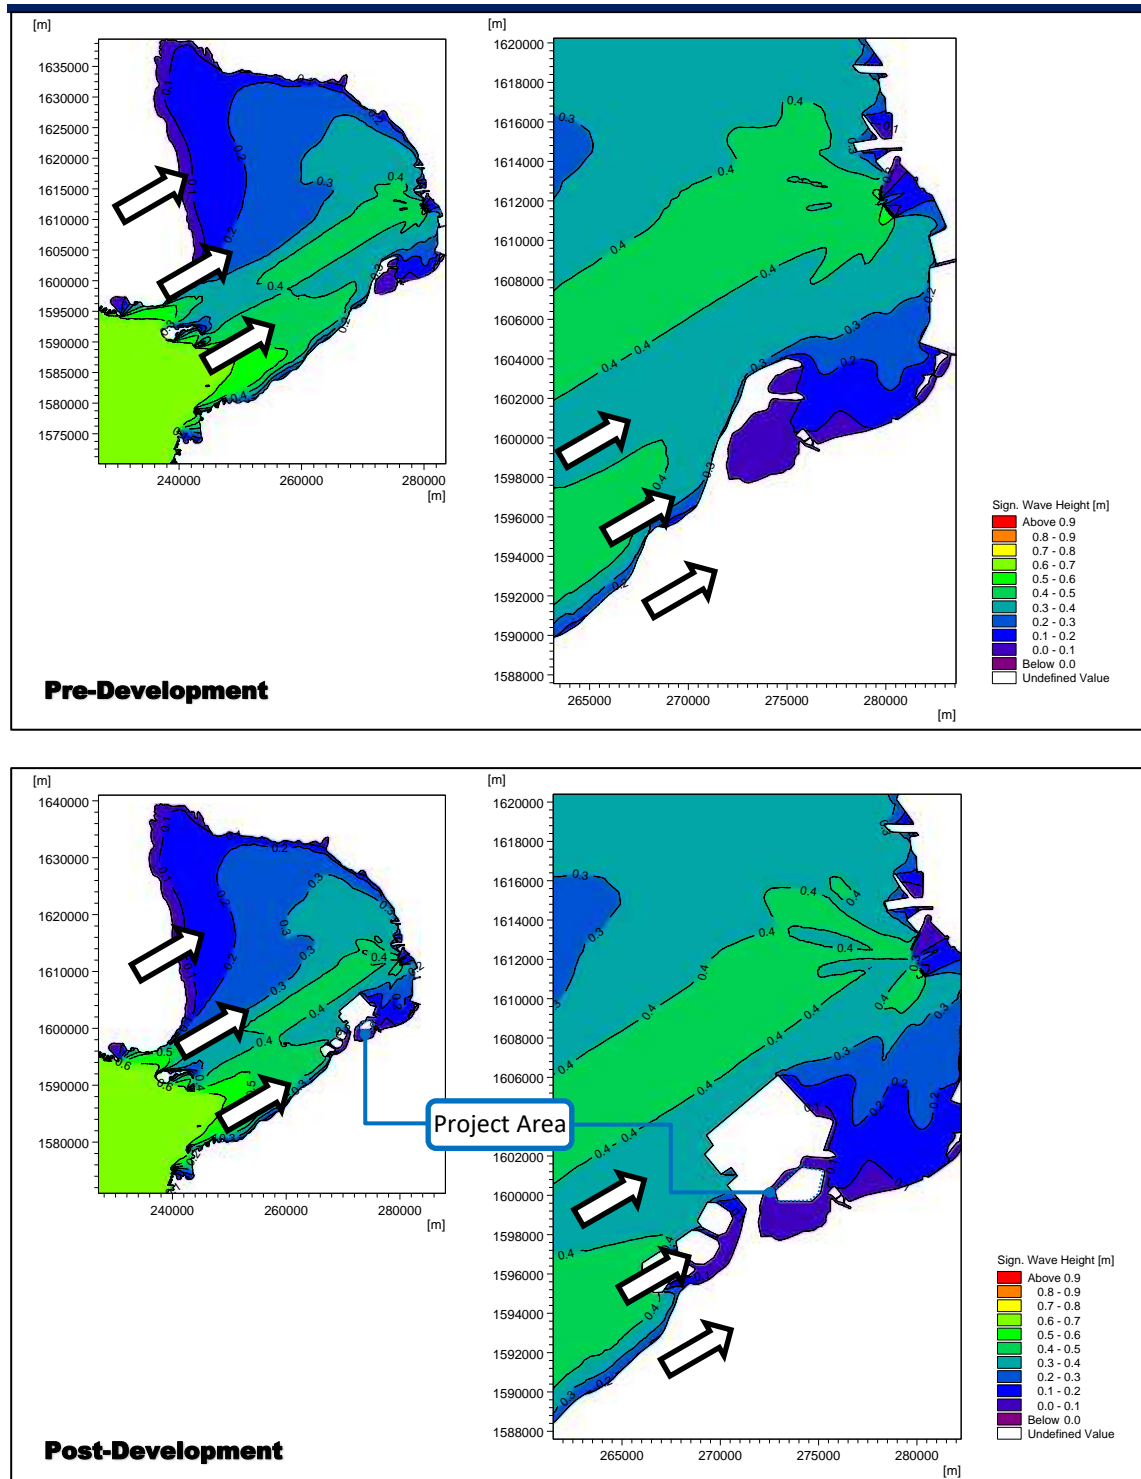 [m]
1635000
1630000
1625000
1620000
1615000
1610000
1605000
1600000
1595000
1590000
1585000
1580000
1575000
240000 260000 280000
[m]
[m]
1620000
1618000
1616000
1614000
1612000
1610000
1608000
1606000
1604000
1602000
1600000
1598000
1596000
1594000
1592000
1590000
1588000
265000 270000 275000 280000
[m]
Sign. Wave Height [m]
Above 0.9
0.8 - 0.9
0.7 - 0.8
0.6 - 0.7
0.5 - 0.6
0.4 - 0.5
0.3 - 0.4
0.2 - 0.3
0.1 - 0.2
0.0 - 0.1
Below 0.0
Undefined Value
Pre-Development
[m]
1640000
1630000
1620000
1610000
1600000
1590000
1580000
240000 260000 280000
[m]
Project Area
[m]
1620000
1618000
1616000
1614000
1612000
1610000
1608000
1606000
1604000
1602000
1600000
1598000
1596000
1594000
1592000
1590000
1588000
265000 270000 275000 280000
[m]
Sign. Wave Height [m]
Above 0.9
0.8 - 0.9
0.7 - 0.8
0.6 - 0.7
0.5 - 0.6
0.4 - 0.5
0.3 - 0.4
0.2 - 0.3
0.1 - 0.2
0.0 - 0.1
Below 0.0
Undefined Value
Post-Development